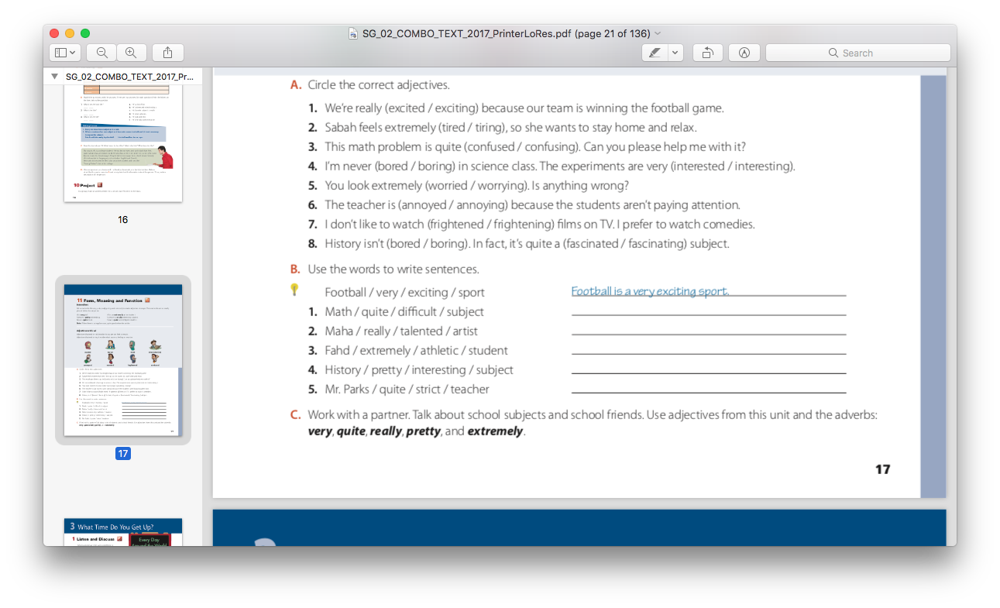 SG_02_COMBO_TEXT_2017_PrinterLoRes.pdf (page 21 of 136)
Search
SG_02_COMBO_TEXT_2017_Pr...
10 Project
16
11 Form, Meaning and Function
17
3 What Time Do You Get Up?
1 Listen and Discuss
Every Day
Around the World
A. Circle the correct adjectives.
1. We're really (excited / exciting) because our team is winning the football game.
2. Sabah feels extremely (tired / tiring), so she wants to stay home and relax.
3. This math problem is quite (confused / confusing). Can you please help me with it?
4. I'm never (bored / boring) in science class. The experiments are very (interested / interesting).
5. You look extremely (worried / worrying). Is anything wrong?
6. The teacher is (annoyed / annoying) because the students aren't paying attention.
7. I don't like to watch (frightened / frightening) films on TV. I prefer to watch comedies.
8. History isn't (bored / boring). In fact, it's quite a (fascinated / fascinating) subject.
B. Use the words to write sentences.
Football / very / exciting / sport Football is a very exciting sport.
1. Math / quite / difficult / subject
2. Maha / really / talented / artist
3. Fahd / extremely / athletic / student
4. History / pretty / interesting / subject
5. Mr. Parks / quite / strict / teacher
C. Work with a partner. Talk about school subjects and school friends. Use adjectives from this unit and the adverbs:
very, quite, really, pretty, and extremely.
17